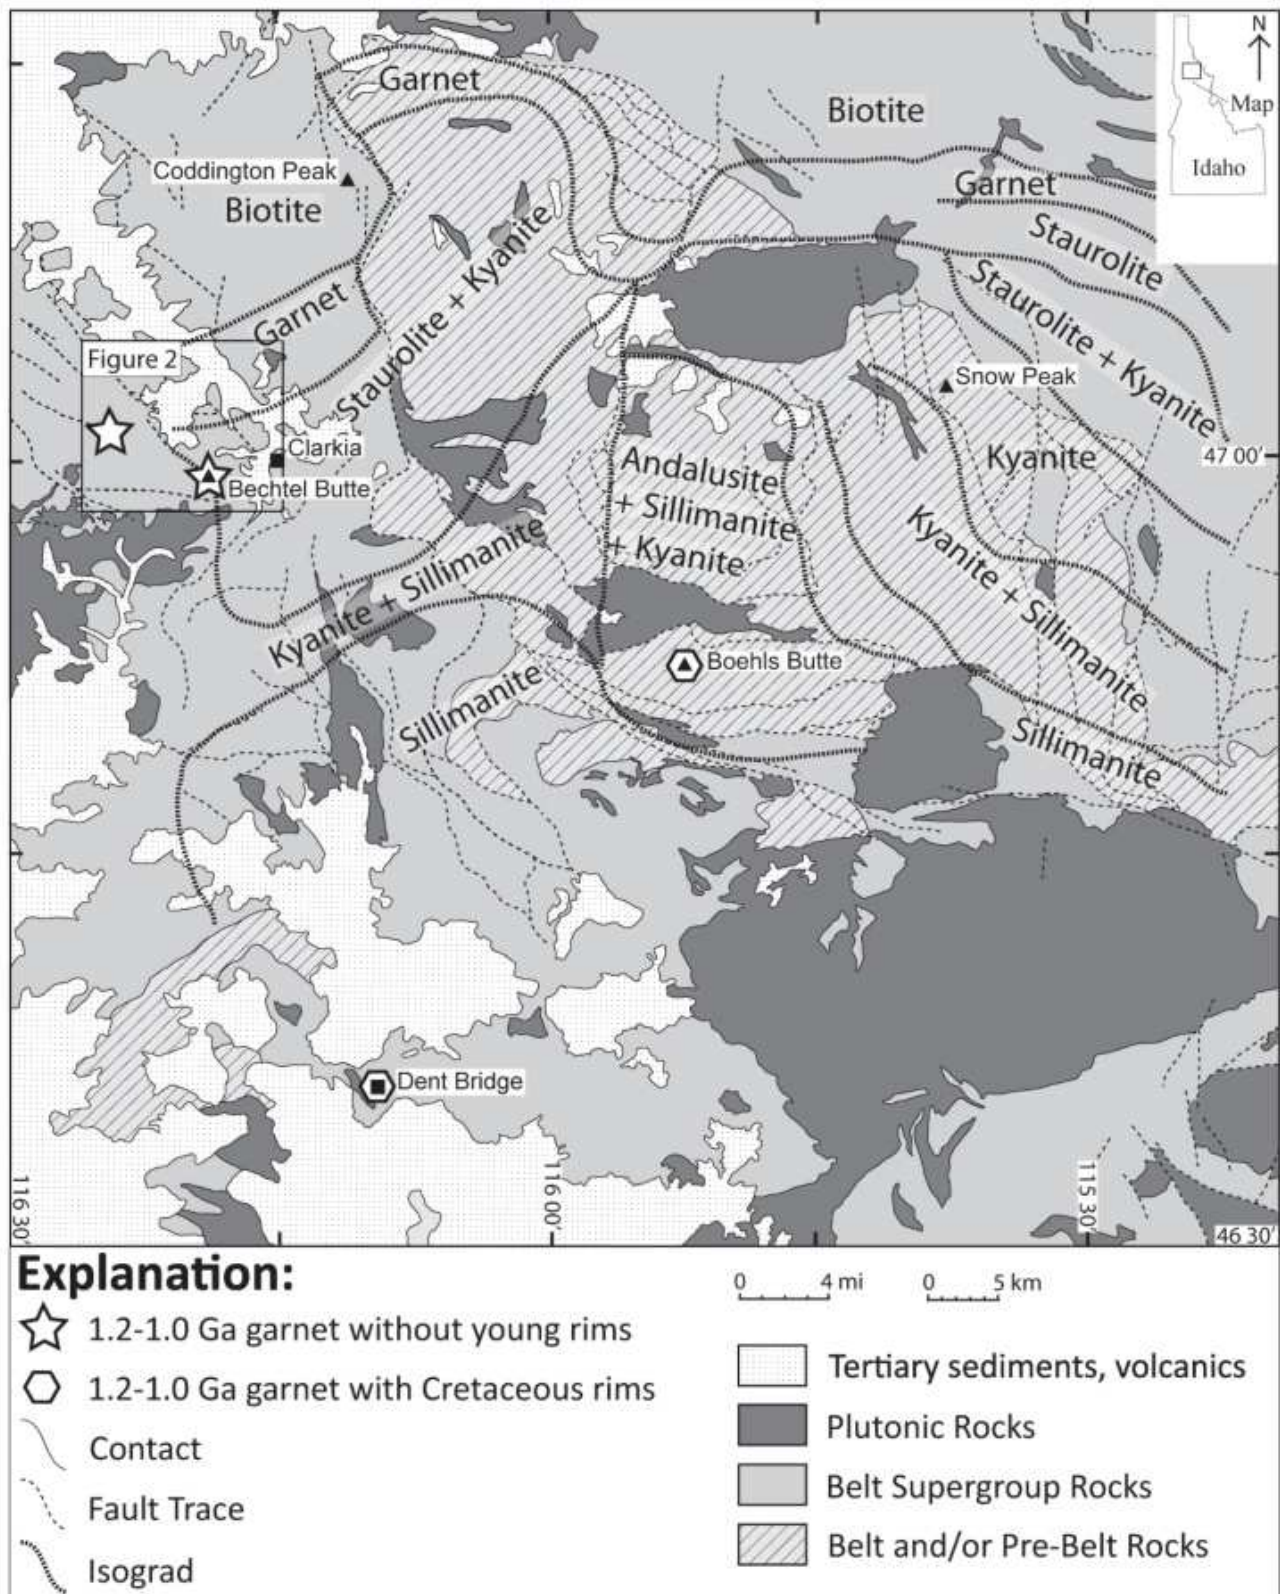 N
Map
Idaho
Garnet
Biotite
Coddington Peak
Biotite
Garnet
Staurolite
Staurolite + Kyanite
Staurolite + Kyanite
Garnet
Figure 2
Snow Peak
Clarkia
Bechtel Butte
Kyanite
47 00'
Andalusite
+ Sillimanite
+ Kyanite
Kyanite + Sillimanite
Kyanite + Sillimanite
Boehls Butte
Sillimanite
Sillimanite
Dent Bridge
116 30'
116 00'
115 30'
46 30'
Explanation:
1.2-1.0 Ga garnet without young rims
1.2-1.0 Ga garnet with Cretaceous rims
Contact
Fault Trace
Isograd
0 4 mi 0 5 km
Tertiary sediments, volcanics
Plutonic Rocks
Belt Supergroup Rocks
Belt and/or Pre-Belt Rocks